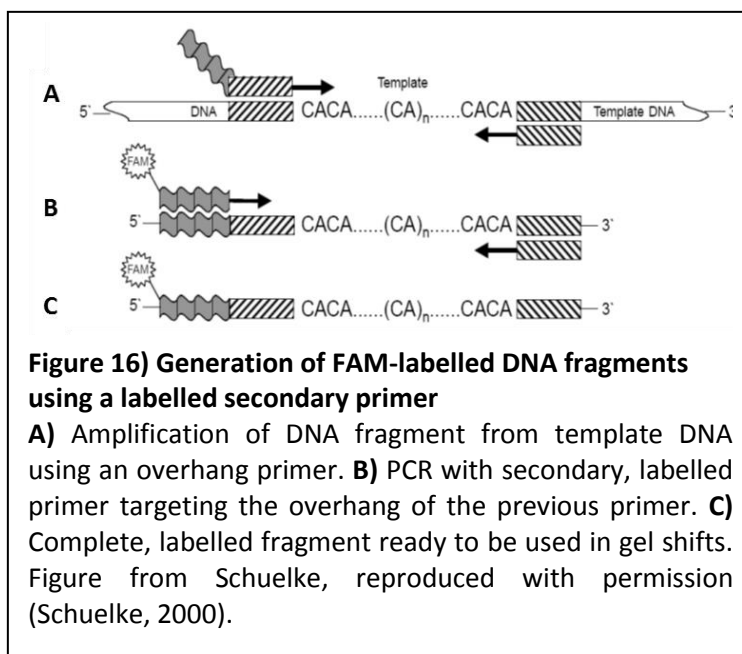 A Template
5` DNA CACA......(CA)n......CACA Template DNA 3
FAM
B
5`- CACA......(CA)n......CACA 3`
FAM
C 5`- CACA......(CA)n......CACA 3`
Figure 16) Generation of FAM-labelled DNA fragments
using a labelled secondary primer
A) Amplification of DNA fragment from template DNA
using an overhang primer. B) PCR with secondary, labelled
primer targeting the overhang of the previous primer. C)
Complete, labelled fragment ready to be used in gel shifts.
Figure from Schuelke, reproduced with permission
(Schuelke, 2000).